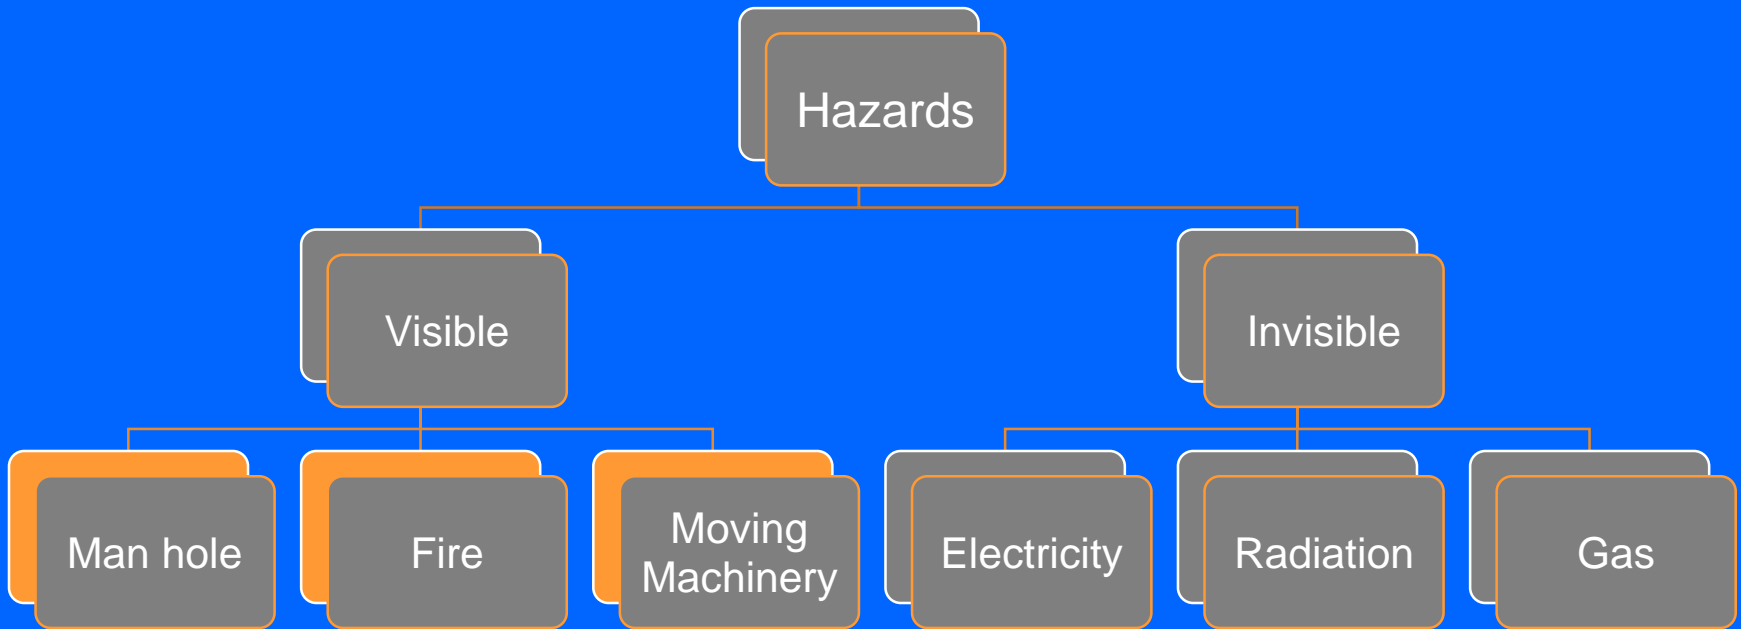 Hazards
Visible
Invisible
Man hole
Fire
Moving
Machinery
Electricity
Radiation
Gas